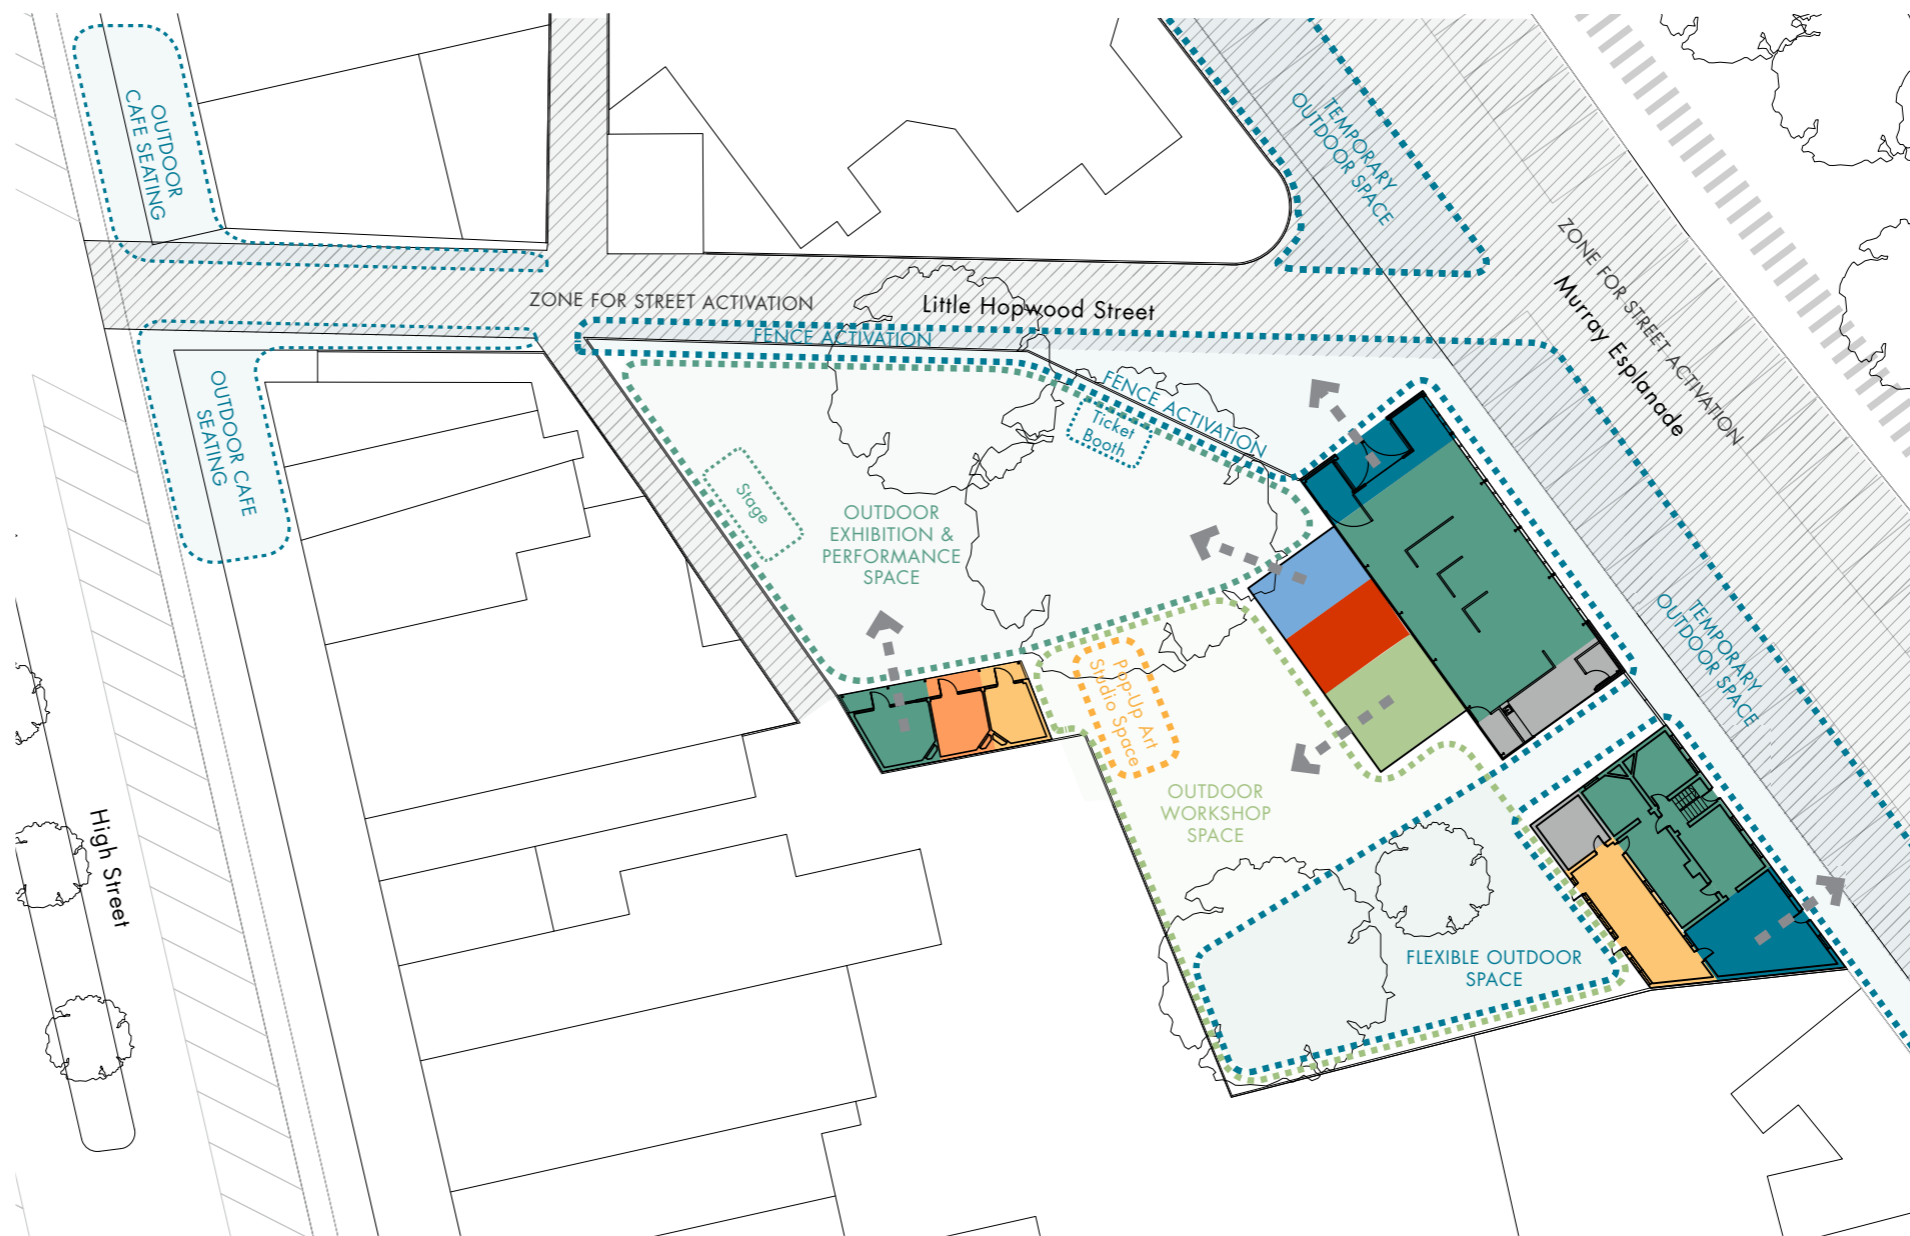 OUTDOOR
CAFE SEATING
TEMPORARY
OUTDOOR SPACE
ZONE FOR STREET ACTIVATION
Little Hopwood Street
ZONE FOR STREET ACTIVATION
Murray Esplanade
FENCE ACTIVATION
FENCE ACTIVATION
Ticket
Booth
OUTDOOR CAFE
SEATING
Stage
OUTDOOR
EXHIBITION &
PERFORMANCE
SPACE
TEMPORARY
OUTDOOR SPACE
Pop-Up Art
Studio Space
OUTDOOR
WORKSHOP
SPACE
High Street
FLEXIBLE OUTDOOR
SPACE